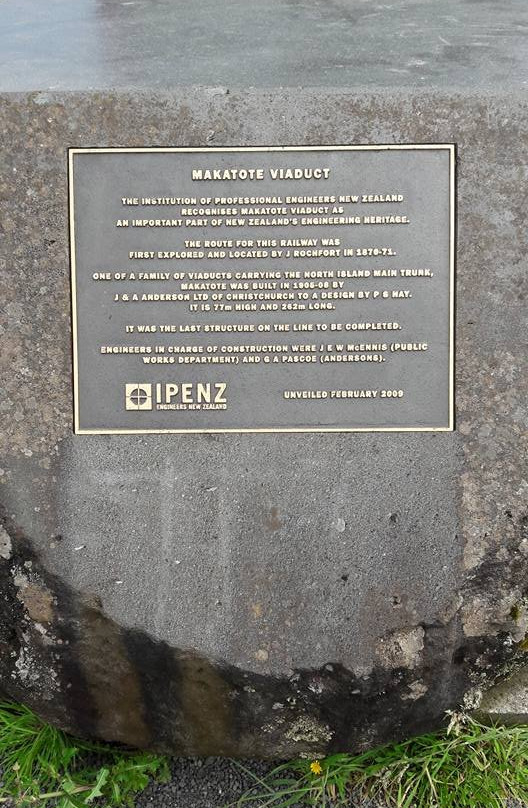 MAKATOTE VIADUCT
THE INSTITUTION OF PROFESSIONAL ENGINEERS NEW ZEALAND
RECOGNISES MAKATOTE VIADUCT AS
AN IMPORTANT PART OF NEW ZEALAND'S ENGINEERING HERITAGE.
THE ROUTE FOR THIS RAILWAY WAS
FIRST EXPLORED AND LOCATED BY J ROCHFORT IN 1870-71.
ONE OF A FAMILY OF VIADUCTS CARRYING THE NORTH ISLAND MAIN TRUNK,
MAKATOTE WAS BUILT IN 1905-08 BY
J & A ANDERSON LTD OF CHRISTCHURCH TO A DESIGN BY P S HAY.
IT IS 77m HIGH AND 262m LONG.
IT WAS THE LAST STRUCTURE ON THE LINE TO BE COMPLETED.
ENGINEERS IN CHARGE OF CONSTRUCTION WERE J E W McENNIS (PUBLIC
WORKS DEPARTMENT) AND G A PASCOE (ANDERSONS).
IPENZ
ENGINEERS NEW ZEALAND
UNVEILED FEBRUARY 2009